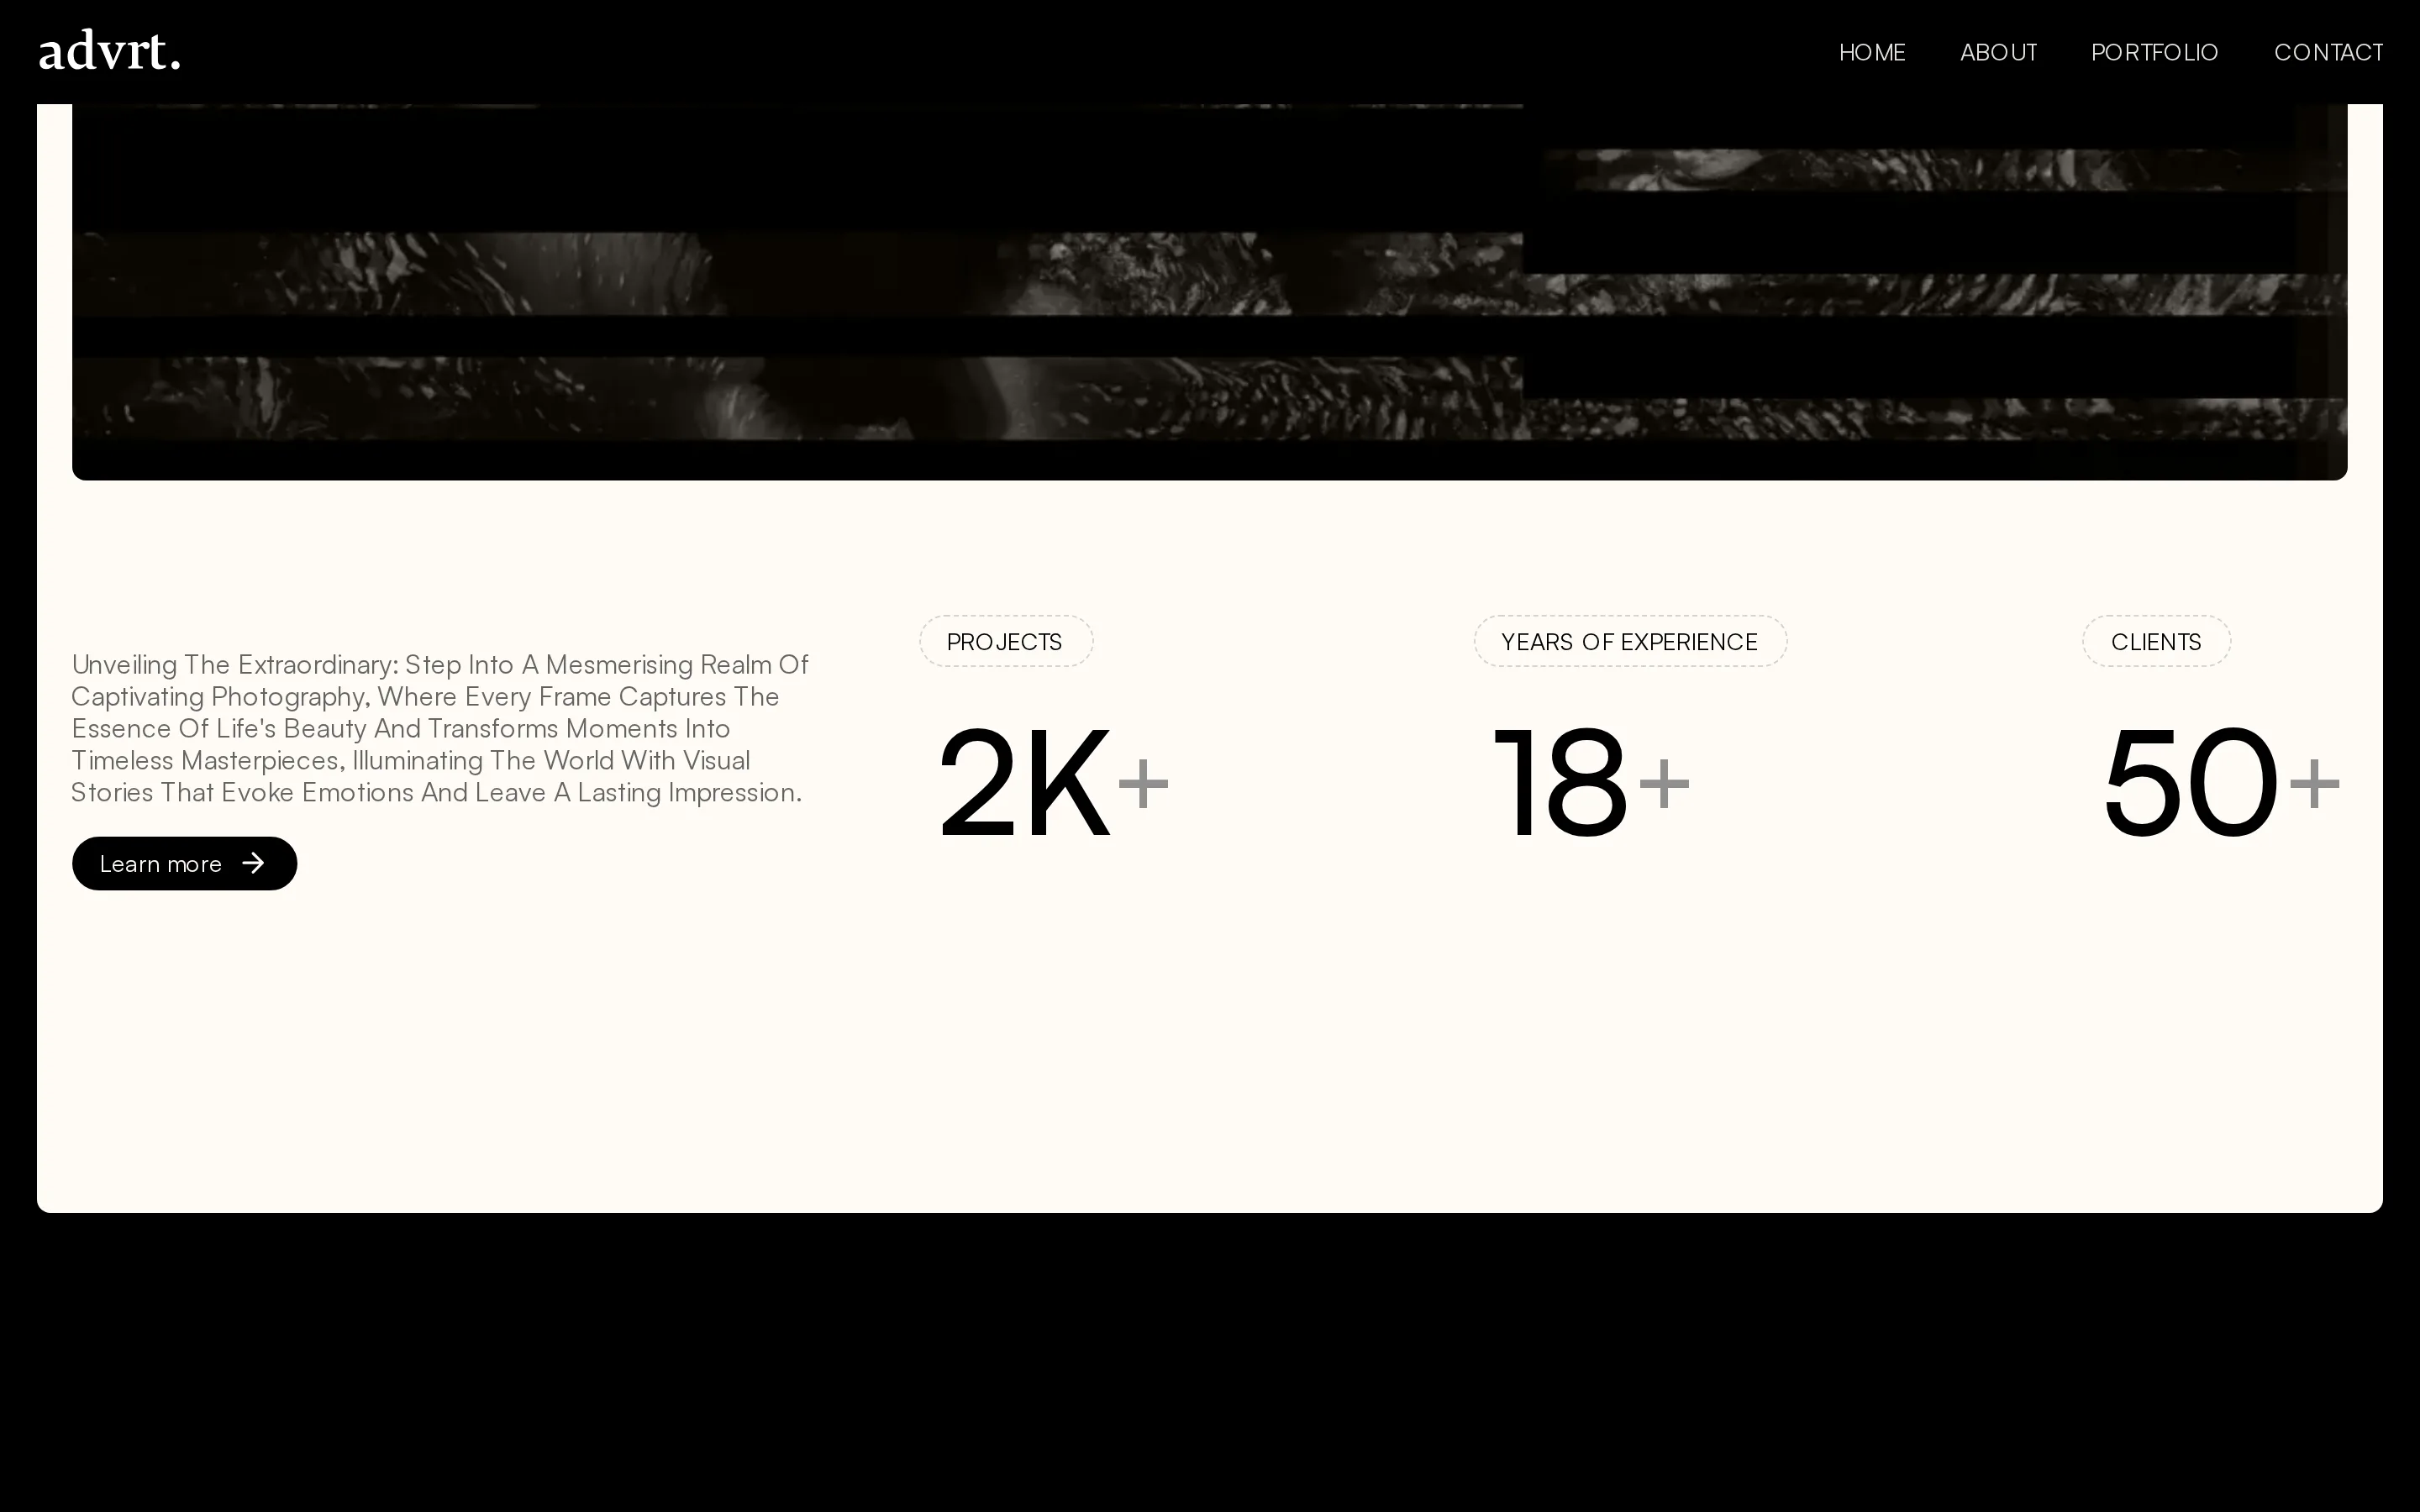 advrt.
HOME ABOUT PORTFOLIO CONTACT
Unveiling The Extraordinary: Step Into A Mesmerising Realm Of
Captivating Photography, Where Every Frame Captures The
Essence Of Life's Beauty And Transforms Moments Into
Timeless Masterpieces, Illuminating The World With Visual
Stories That Evoke Emotions And Leave A Lasting Impression.
Learn more
PROJECTS
2K+
YEARS OF EXPERIENCE
18+
CLIENTS
50+